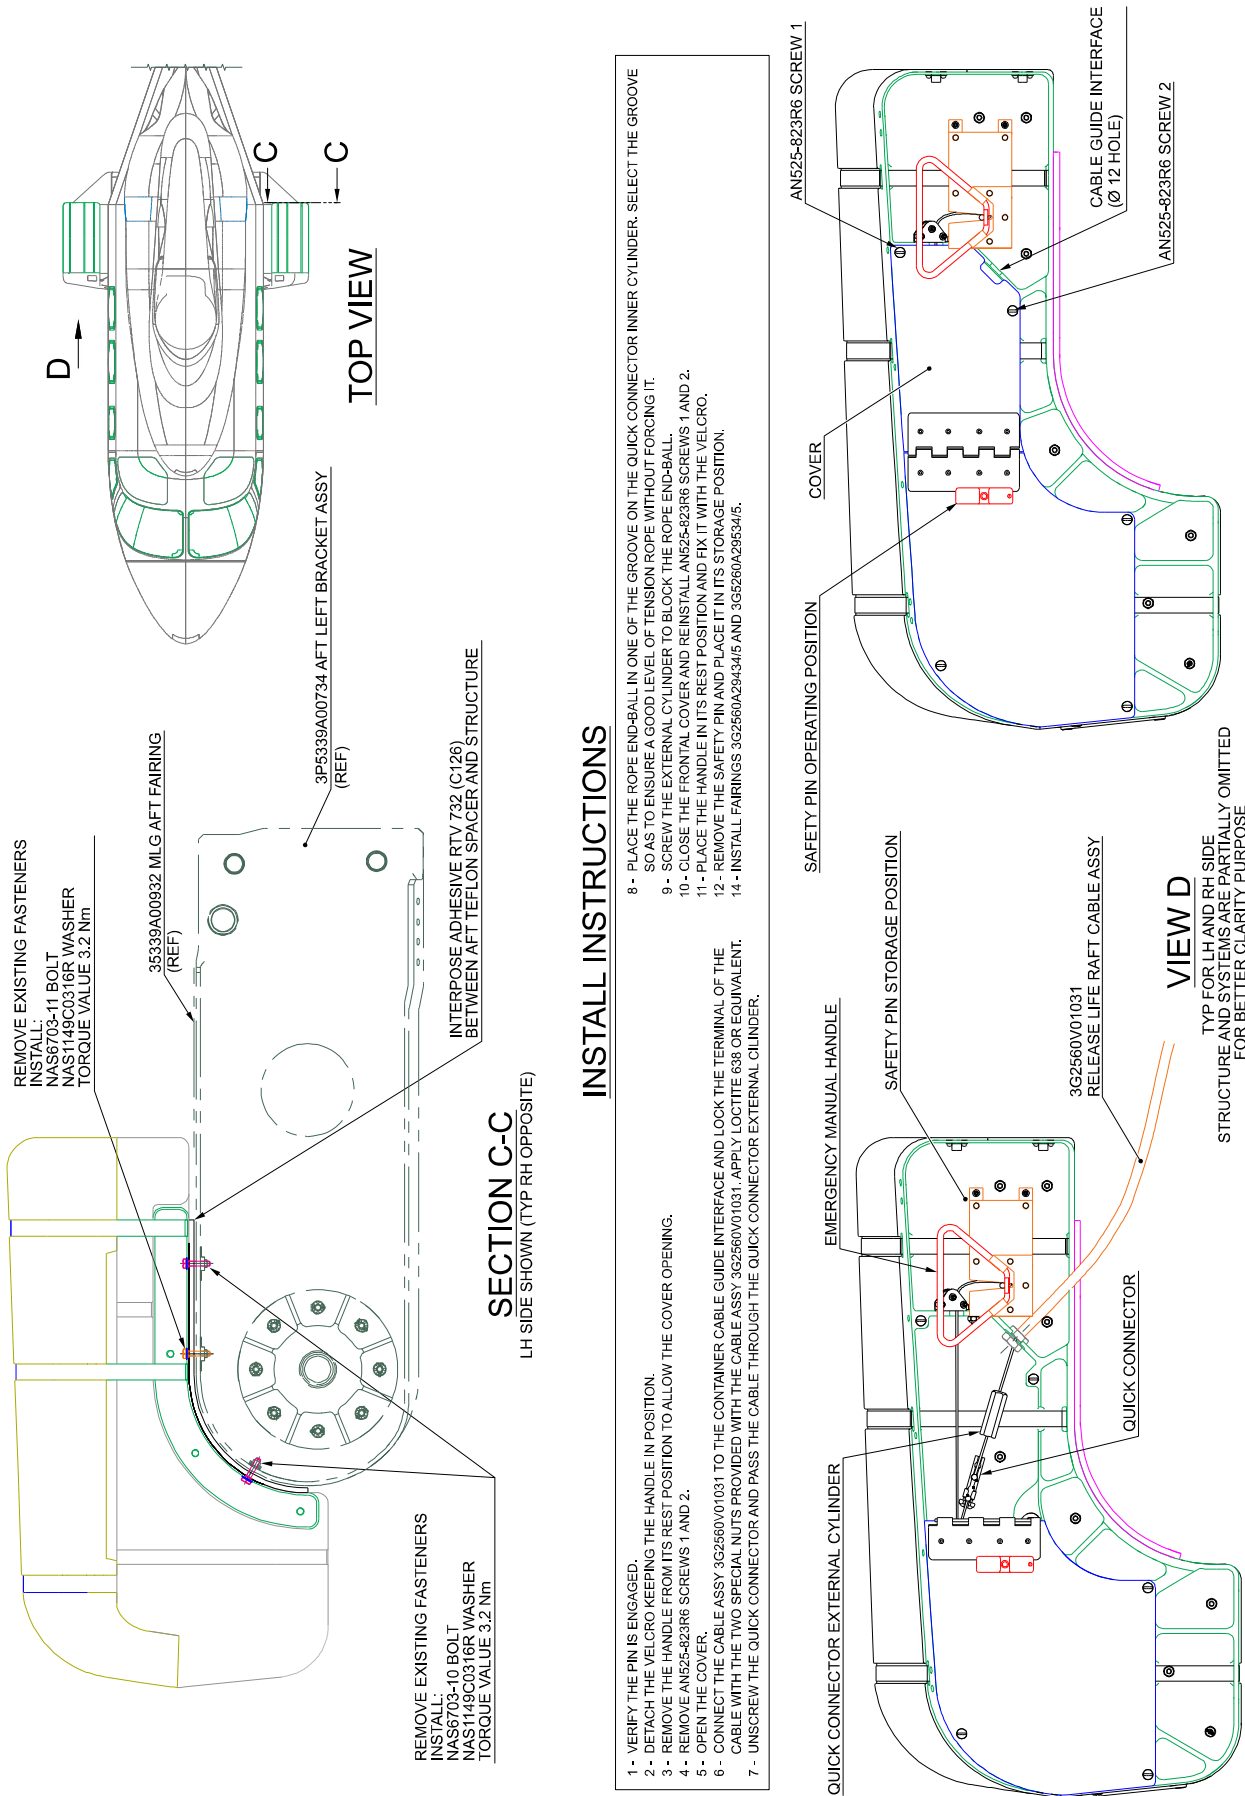 REMOVE EXISTING FASTENERS
INSTALL:
NAS6703-11 BOLT
NAS1149C0316R WASHER
TORQUE VALUE 3.2 Nm
35339A00932 MLG AFT FAIRING
(REF)
3P5339A00734 AFT LEFT BRACKET ASSY
(REF)
INTERPOSE ADHESIVE RTV 732 (C126)
BETWEEN AFT TEFLON SPACER AND STRUCTURE
REMOVE EXISTING FASTENERS
INSTALL:
NAS6703-10 BOLT
NAS1149C0316R WASHER
TORQUE VALUE 3.2 Nm
SECTION C-C
LH SIDE SHOWN (TYP RH OPPOSITE)
D
C
C
TOP VIEW
INSTALL INSTRUCTIONS
1 - VERIFY THE PIN IS ENGAGED.
2 - DETACH THE VELCRO KEEPING THE HANDLE IN POSITION.
3 - REMOVE THE HANDLE FROM ITS REST POSITION TO ALLOW THE COVER OPENING.
4 - REMOVE AN525-823R6 SCREWS 1 AND 2.
5 - OPEN THE COVER.
6 - CONNECT THE CABLE ASSY 3G2560V01031 TO THE CONTAINER CABLE GUIDE INTERFACE AND LOCK THE TERMINAL OF THE
CABLE WITH THE TWO SPECIAL NUTS PROVIDED WITH THE CABLE ASSY 3G2560V01031. APPLY LOCTITE 638 OR EQUIVALENT.
7 - UNSCREW THE QUICK CONNECTOR AND PASS THE CABLE THROUGH THE QUICK CONNECTOR EXTERNAL CILINDER.
8 - PLACE THE ROPE END-BALL IN ONE OF THE GROOVE ON THE QUICK CONNECTOR INNER CYLINDER. SELECT THE GROOVE
SO AS TO ENSURE A GOOD LEVEL OF TENSION ROPE WITHOUT FORCING IT.
9 - SCREW THE EXTERNAL CYLINDER TO BLOCK THE ROPE END-BALL.
10 - CLOSE THE FRONTAL COVER AND REINSTALL AN525-823R6 SCREWS 1 AND 2.
11 - PLACE THE HANDLE IN ITS REST POSITION AND FIX IT WITH THE VELCRO.
12 - REMOVE THE SAFETY PIN AND PLACE IT IN ITS STORAGE POSITION.
14 - INSTALL FAIRINGS 3G2560A29434/5 AND 3G5260A29534/5.
QUICK CONNECTOR EXTERNAL CYLINDER
EMERGENCY MANUAL HANDLE
SAFETY PIN STORAGE POSITION
3G2560V01031
RELEASE LIFE RAFT CABLE ASSY
QUICK CONNECTOR
SAFETY PIN OPERATING POSITION
COVER
AN525-823R6 SCREW 1
CABLE GUIDE INTERFACE
(Ø 12 HOLE)
AN525-823R6 SCREW 2
VIEW D
TYP FOR LH AND RH SIDE
STRUCTURE AND SYSTEMS ARE PARTIALLY OMITTED
FOR BETTER CLARITY PURPOSE